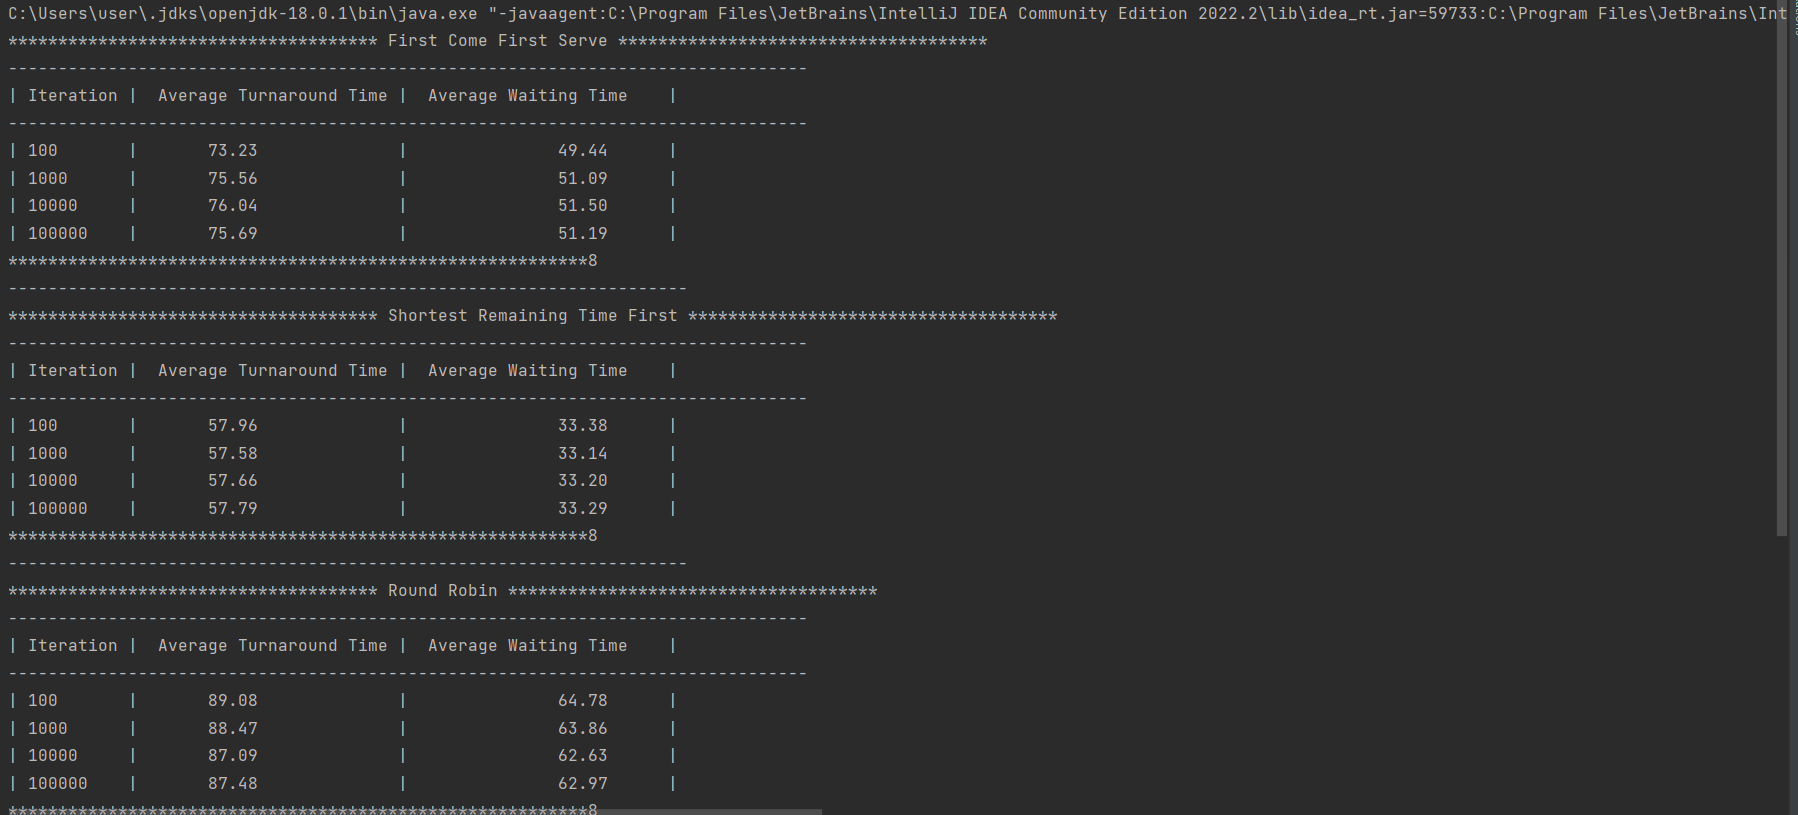 C:\Users\user\.jdks\openjdk-18.0.1\bin\java.exe "-javaagent:C:\Program Files\JetBrains\IntelliJ IDEA Community Edition 2022.2\lib\idea_rt.jar=59733:C:\Program Files\JetBrains\Int
************************************* First Come First Serve *************************************
--------------------------------------------------------------------------------
| Iteration |  Average Turnaround Time |  Average Waiting Time    |
--------------------------------------------------------------------------------
| 100       |       73.23              |               49.44      |
| 1000      |       75.56              |               51.09      |
| 10000     |       76.04              |               51.50      |
| 100000    |       75.69              |               51.19      |
**********************************************************8
--------------------------------------------------------------------
************************************* Shortest Remaining Time First *************************************
--------------------------------------------------------------------------------
| Iteration |  Average Turnaround Time |  Average Waiting Time    |
--------------------------------------------------------------------------------
| 100       |       57.96              |               33.38      |
| 1000      |       57.58              |               33.14      |
| 10000     |       57.66              |               33.20      |
| 100000    |       57.79              |               33.29      |
**********************************************************8
--------------------------------------------------------------------
************************************* Round Robin *************************************
--------------------------------------------------------------------------------
| Iteration |  Average Turnaround Time |  Average Waiting Time    |
--------------------------------------------------------------------------------
| 100       |       89.08              |               64.78      |
| 1000      |       88.47              |               63.86      |
| 10000     |       87.09              |               62.63      |
| 100000    |       87.48              |               62.97      |
**********************************************************8